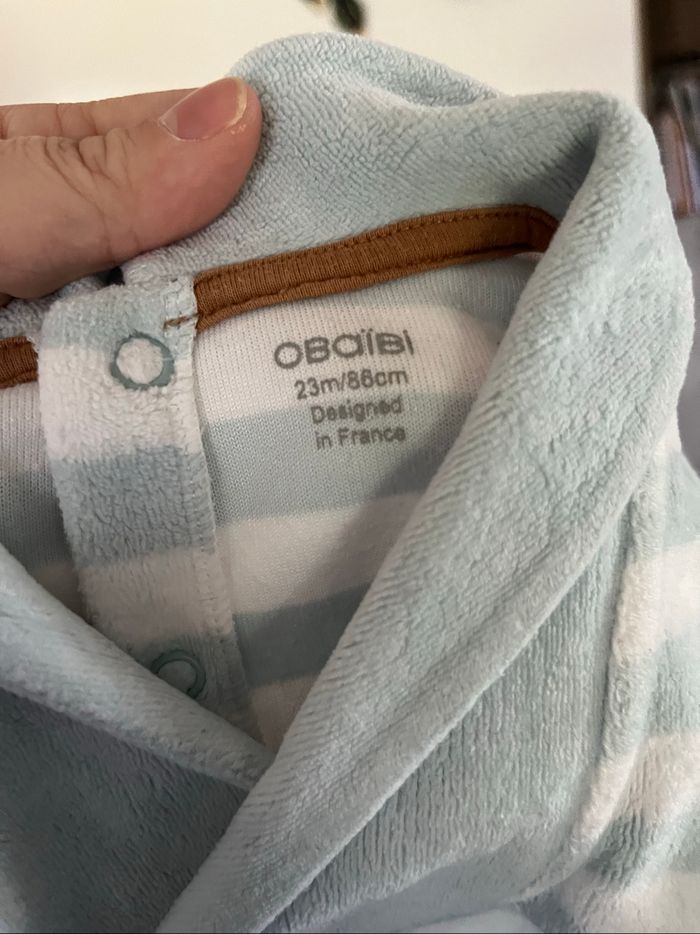 OBAÏBI
23m/86cm
Designed
in France